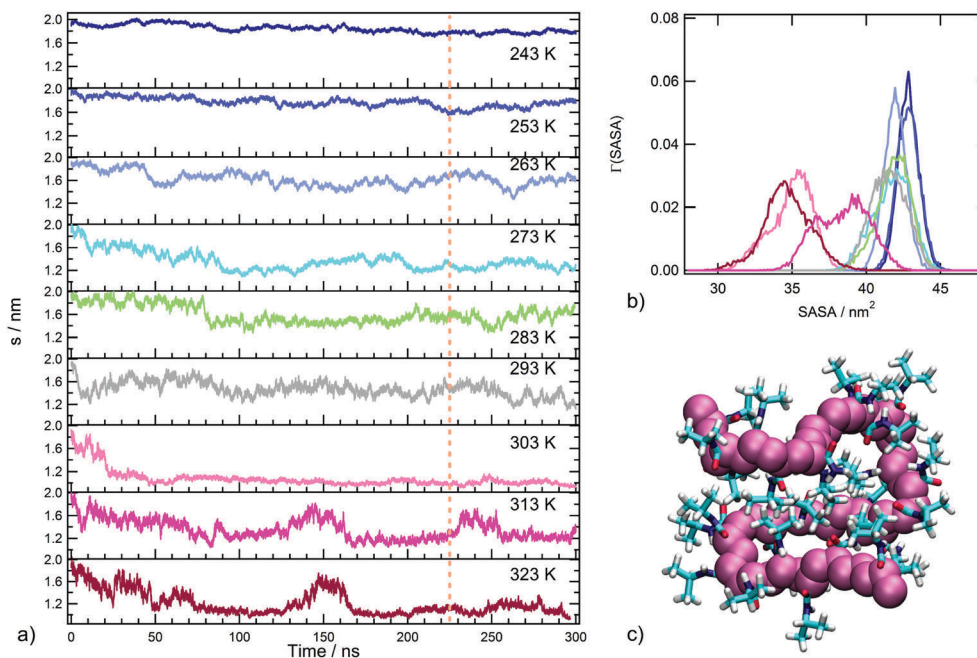 2.0
1.6
1.2
243 K
2.0
1.6
1.2
253 K
2.0
1.6
1.2
263 K
2.0
1.6
1.2
273 K
2.0
1.6
1.2
283 K
2.0
1.6
1.2
293 K
2.0
1.6
1.2
303 K
2.0
1.6
1.2
313 K
2.0
1.6
1.2
323 K
s / nm
0 50 100 150 200 250 300
Time / ns
a)
0.08
0.06
0.04
0.02
0.00
Γ(SASA)
30 35 40 45
SASA / nm²
b)
c)